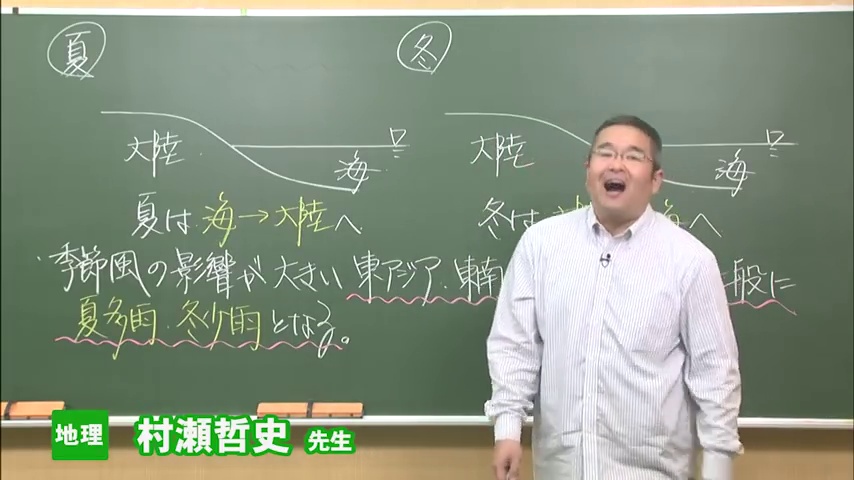 夏
冬
大陸
海
大陸
海
夏は 海→大陸へ
冬は 海へ
季節風の影響が大きい東アジア・東南 般に
夏多雨・冬少雨となる。
地理 村瀬哲史 先生